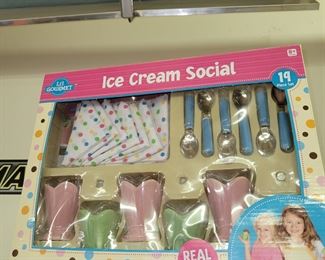 Lil
GOURMET
Ice Cream Social
19
REAL